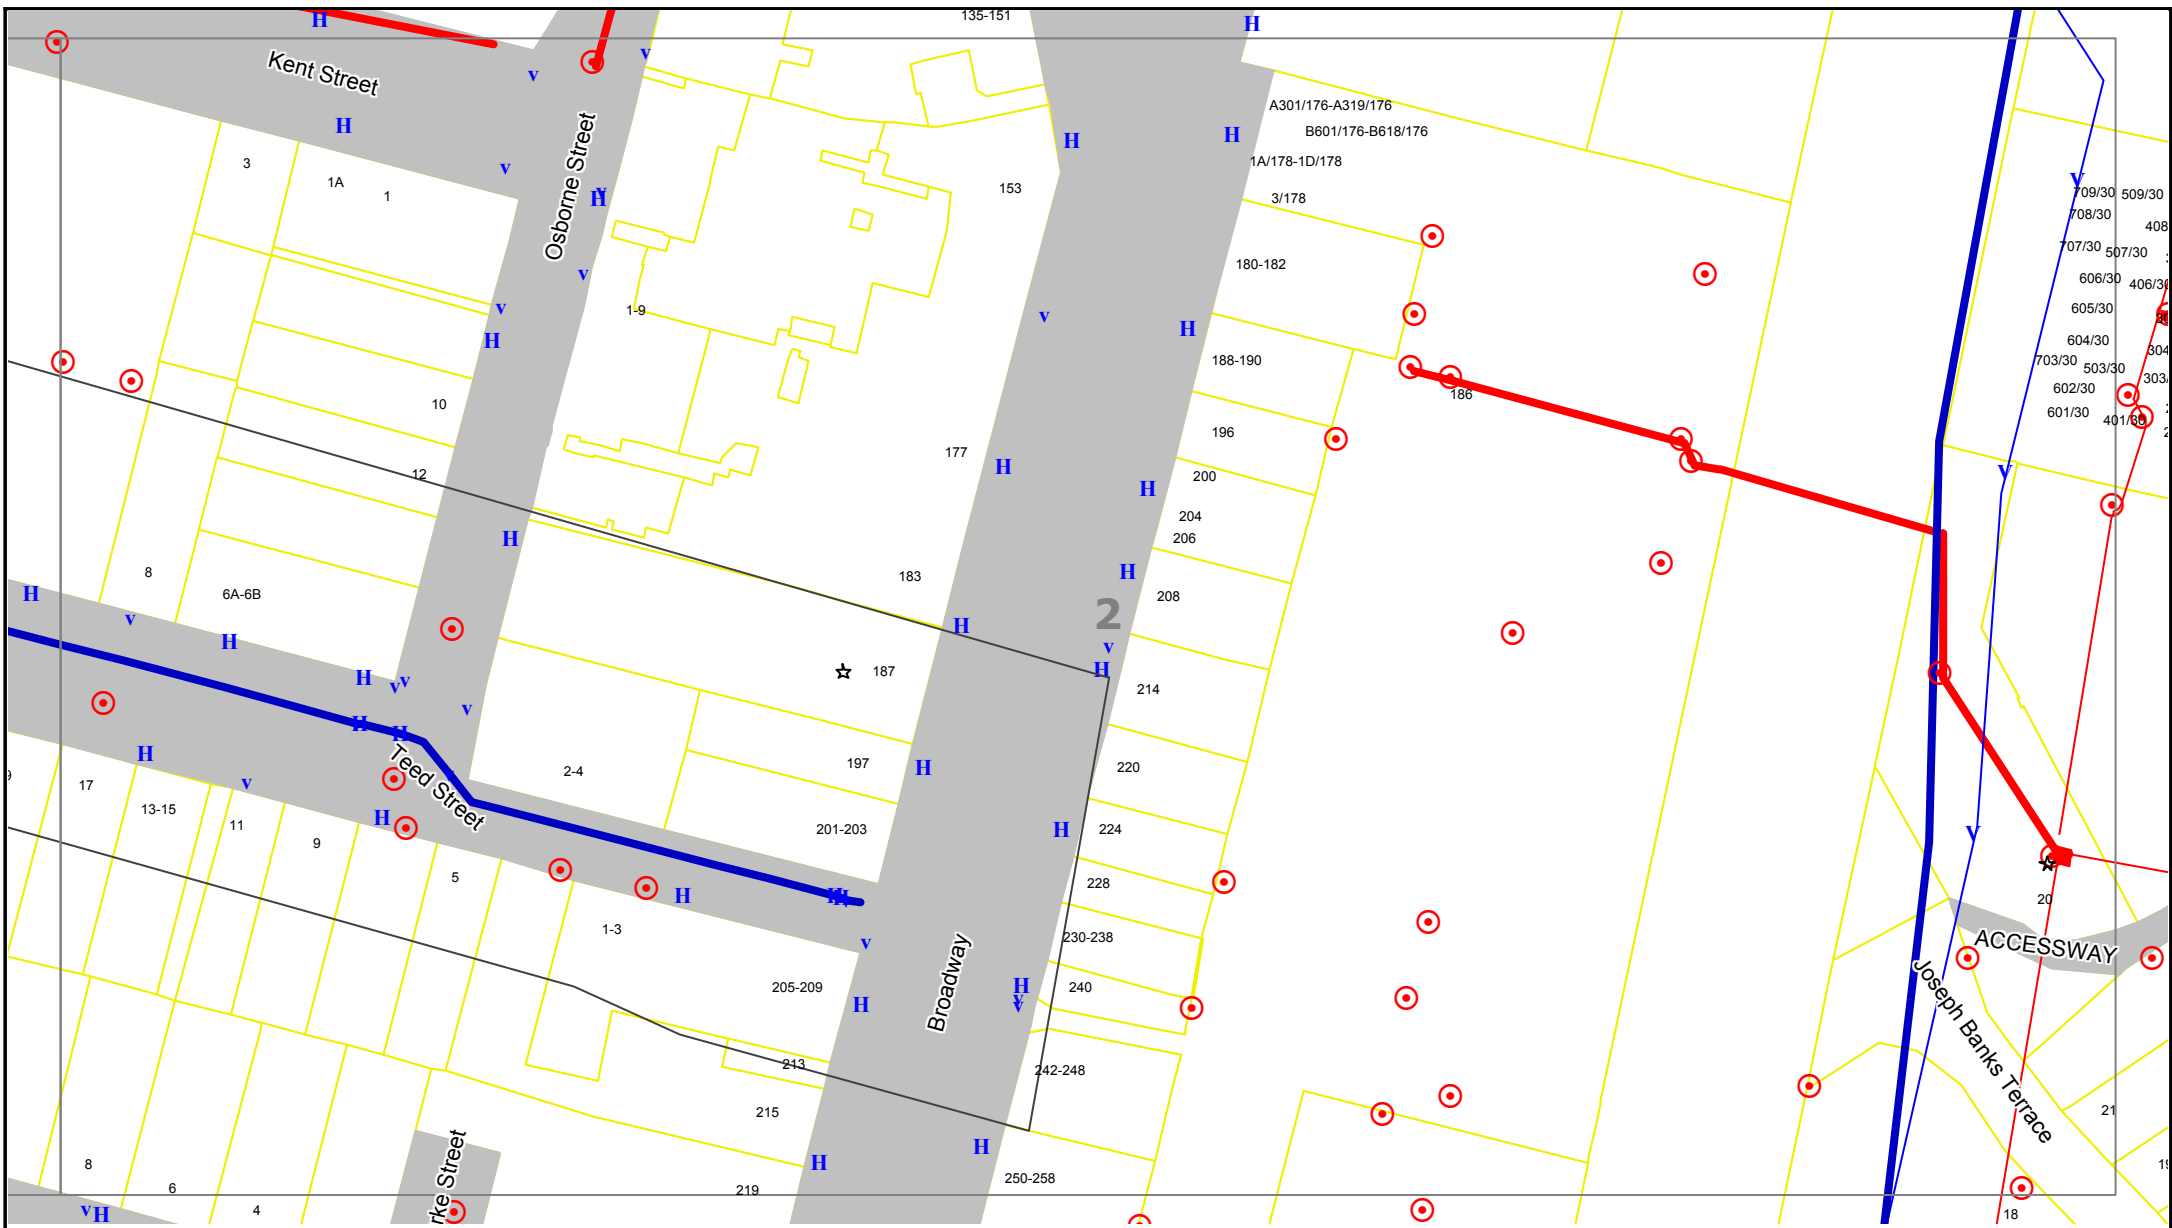 135-151
H
H
Kent Street
v
v
A301/176-A319/176
H
B601/176-B618/176
H
H
3
1A
1
v
Osborne Street
v
H
153
1A/178-1D/178
3/178
V
709/30
509/30
708/30
408
707/30
507/30
v
180-182
606/30
406/30
v
1-9
v
H
605/30
H
188-190
604/30
304
703/30
503/30
602/30
303/
10
186
601/30
401/30
12
177
H
196
200
H
V
204
206
H
183
H
8
6A-6B
208
H
v
H
2
H
v
187
H
214
H
v
v
v
H
H
H
Teed Street
2-4
197
H
220
17
13-15
v
H
11
9
201-203
H
224
V
5
228
H
H
H
20
1-3
v
230-238
ACCESSWAY
Broadway
205-209
H
H
v
v
240
Joseph Banks Terrace
213
242-248
215
H
H
21
8
6
4
219
250-258
v
H
rke Street
18